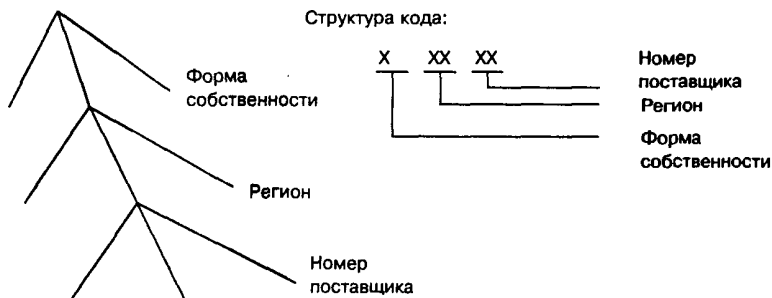 Структура кода:
X XX XX
Номер
поставщика
Регион
Форма
собственности
Форма
собственности
Регион
Номер
поставщика